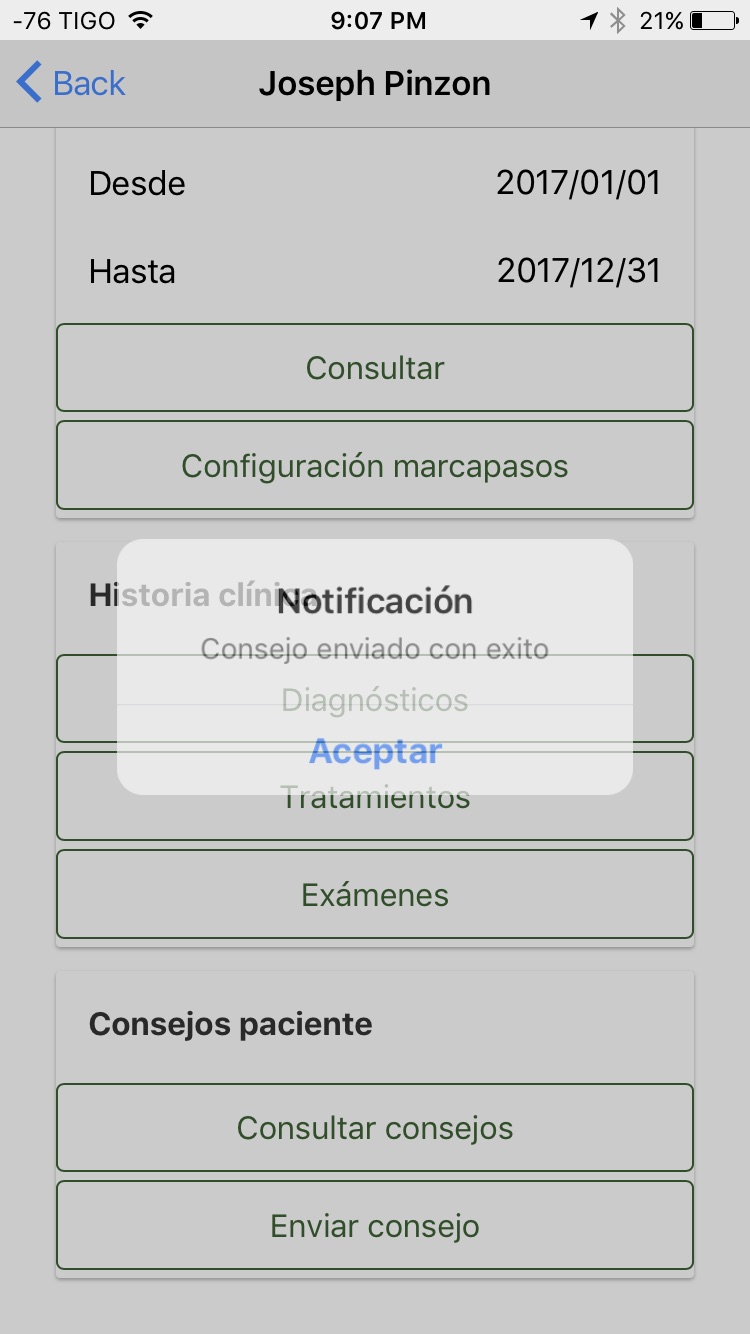 -76 TIGO 9:07 PM 21%
Back Joseph Pinzon
Desde 2017/01/01
Hasta 2017/12/31
Consultar
Configuración marcapasos
Historia clínica
Notificación
Consejo enviado con exito
Diagnósticos
Aceptar
Tratamientos
Exámenes
Consejos paciente
Consultar consejos
Enviar consejo